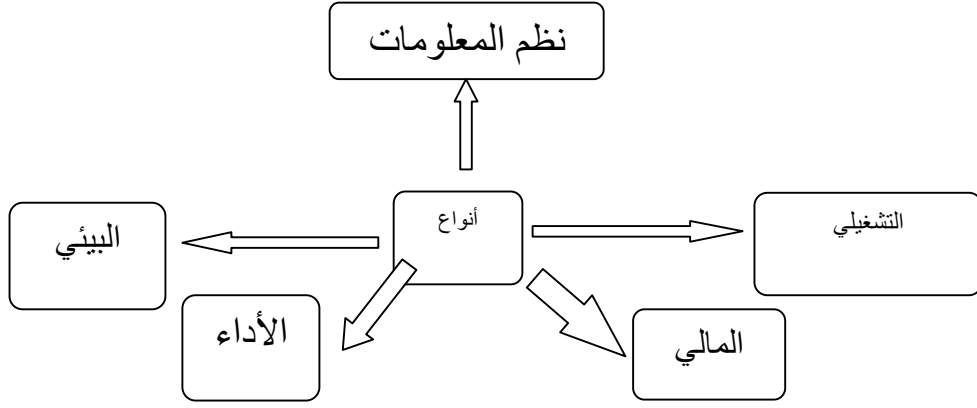 نظم المعلومات
أنواع
التشغيلي
البيئي
الأداء
المالي